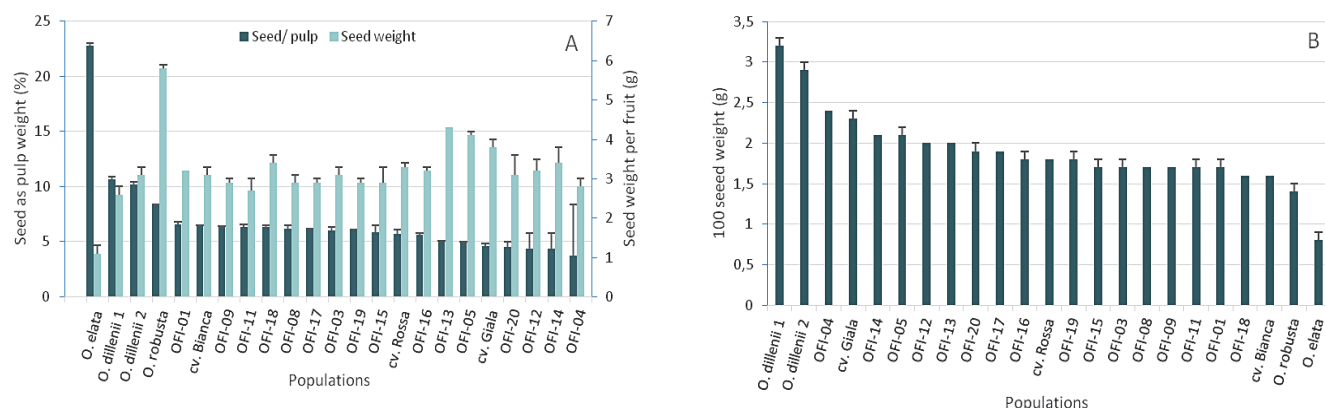 25
20
15
10
5
0
Seed as pulp weight (%)
Seed/ pulp
Seed weight
A
7
6
5
4
3
2
1
0
Seed weight per fruit (g)
O. elata
O. dillenii 1
O. dillenii 2
O. robusta
OFI-01
cv. Bianca
OFI-09
OFI-11
OFI-18
OFI-08
OFI-17
OFI-03
OFI-19
OFI-15
cv. Rossa
OFI-16
OFI-13
OFI-05
cv. Giala
OFI-20
OFI-12
OFI-14
OFI-04
Populations
B
3,5
3
2,5
2
1,5
1
0,5
0
100 seed weight (g)
O. dillenii 1
O. dillenii 2
OFI-04
cv. Giala
OFI-14
OFI-05
OFI-12
OFI-13
OFI-20
OFI-17
OFI-16
cv. Rossa
OFI-19
OFI-15
OFI-03
OFI-08
OFI-09
OFI-11
OFI-01
OFI-18
cv. Bianca
O. robusta
O. elata
Populations